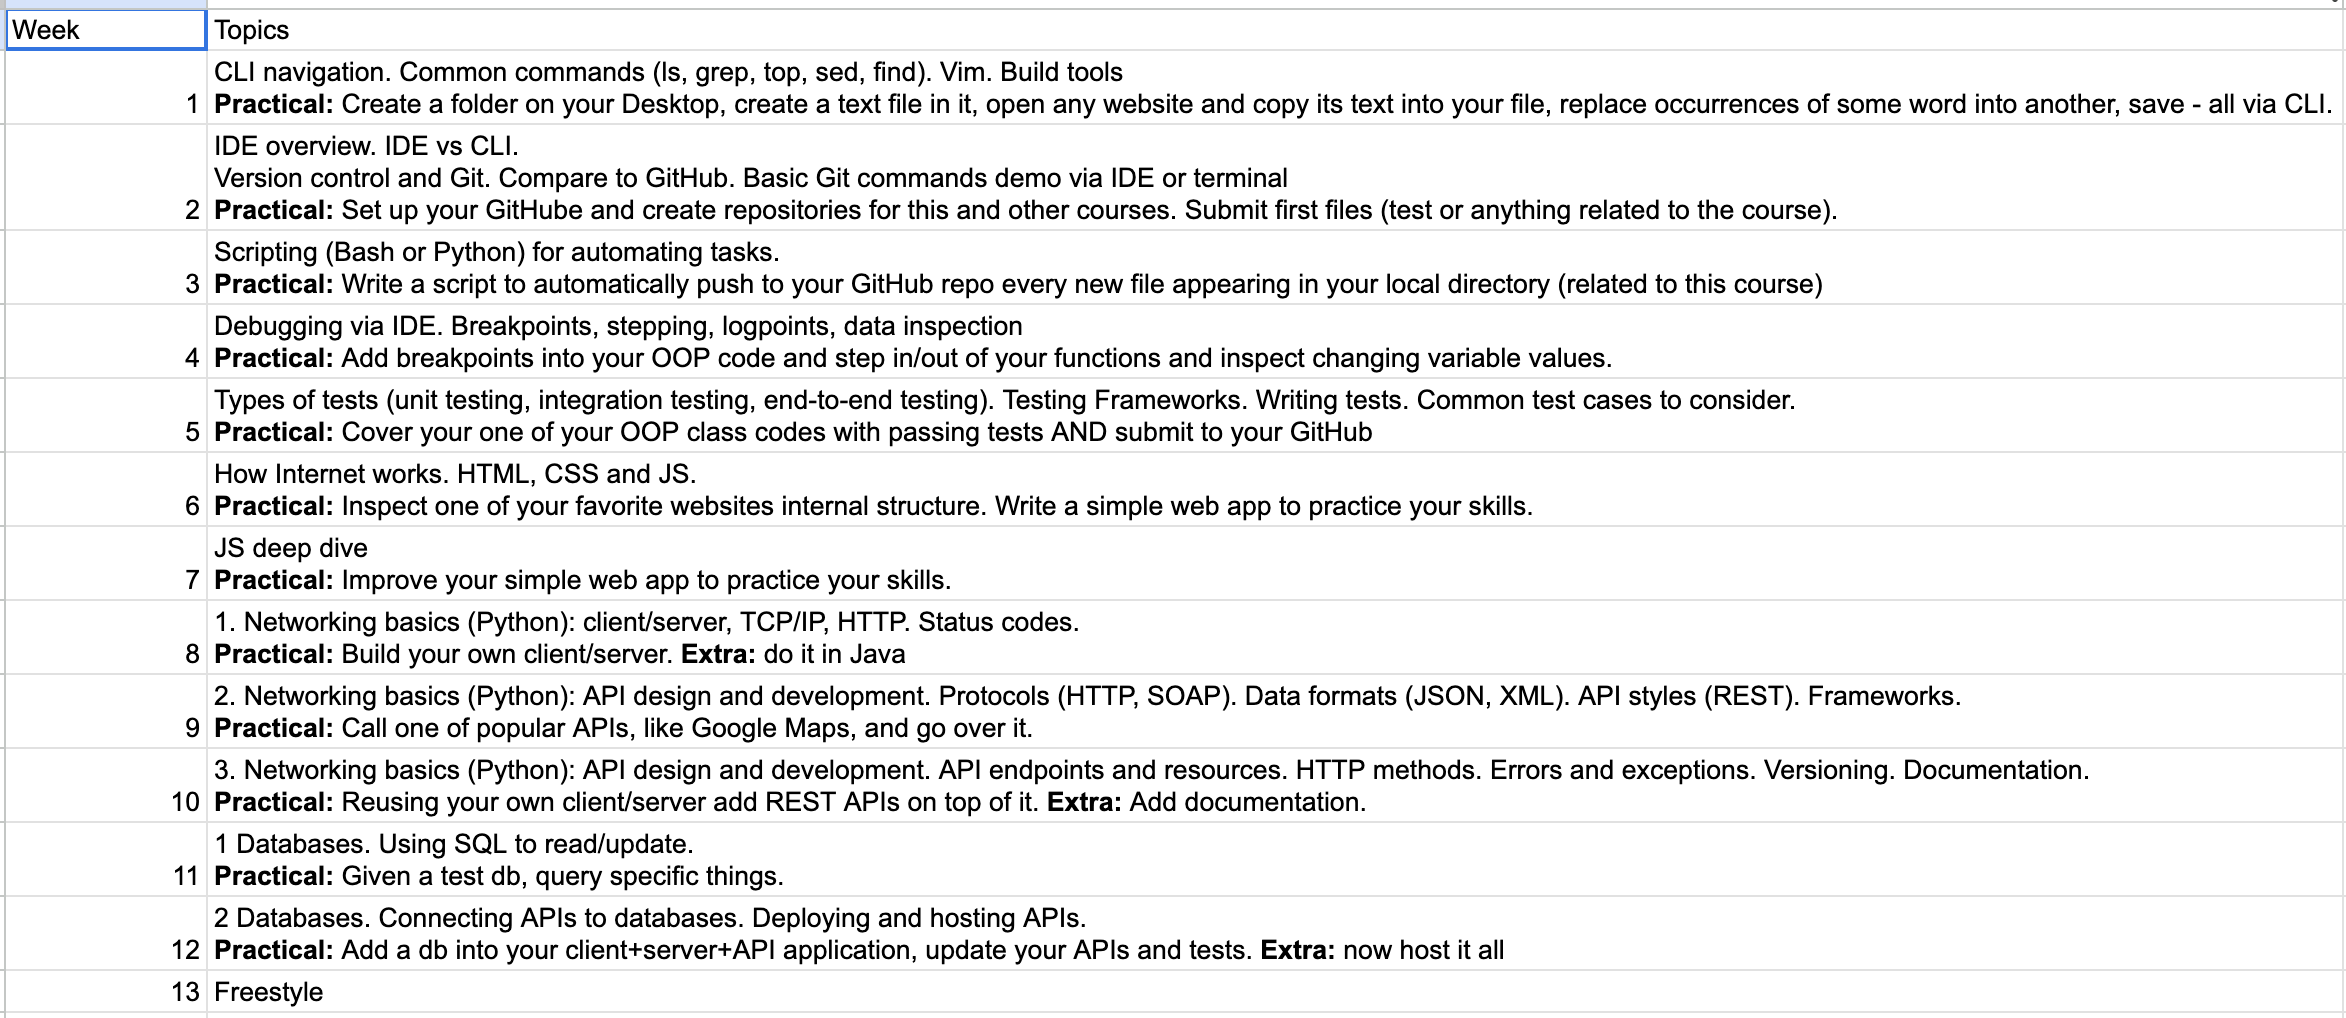 Week Topics
CLI navigation. Common commands (ls, grep, top, sed, find). Vim. Build tools
1 Practical: Create a folder on your Desktop, create a text file in it, open any website and copy its text into your file, replace occurrences of some word into another, save - all via CLI.
IDE overview. IDE vs CLI.
Version control and Git. Compare to GitHub. Basic Git commands demo via IDE or terminal
2 Practical: Set up your GitHube and create repositories for this and other courses. Submit first files (test or anything related to the course).
Scripting (Bash or Python) for automating tasks.
3 Practical: Write a script to automatically push to your GitHub repo every new file appearing in your local directory (related to this course)
Debugging via IDE. Breakpoints, stepping, logpoints, data inspection
4 Practical: Add breakpoints into your OOP code and step in/out of your functions and inspect changing variable values.
Types of tests (unit testing, integration testing, end-to-end testing). Testing Frameworks. Writing tests. Common test cases to consider.
5 Practical: Cover your one of your OOP class codes with passing tests AND submit to your GitHub
How Internet works. HTML, CSS and JS.
6 Practical: Inspect one of your favorite websites internal structure. Write a simple web app to practice your skills.
JS deep dive
7 Practical: Improve your simple web app to practice your skills.
1. Networking basics (Python): client/server, TCP/IP, HTTP. Status codes.
8 Practical: Build your own client/server. Extra: do it in Java
2. Networking basics (Python): API design and development. Protocols (HTTP, SOAP). Data formats (JSON, XML). API styles (REST). Frameworks.
9 Practical: Call one of popular APIs, like Google Maps, and go over it.
3. Networking basics (Python): API design and development. API endpoints and resources. HTTP methods. Errors and exceptions. Versioning. Documentation.
10 Practical: Reusing your own client/server add REST APIs on top of it. Extra: Add documentation.
1 Databases. Using SQL to read/update.
11 Practical: Given a test db, query specific things.
2 Databases. Connecting APIs to databases. Deploying and hosting APIs.
12 Practical: Add a db into your client+server+API application, update your APIs and tests. Extra: now host it all
13 Freestyle